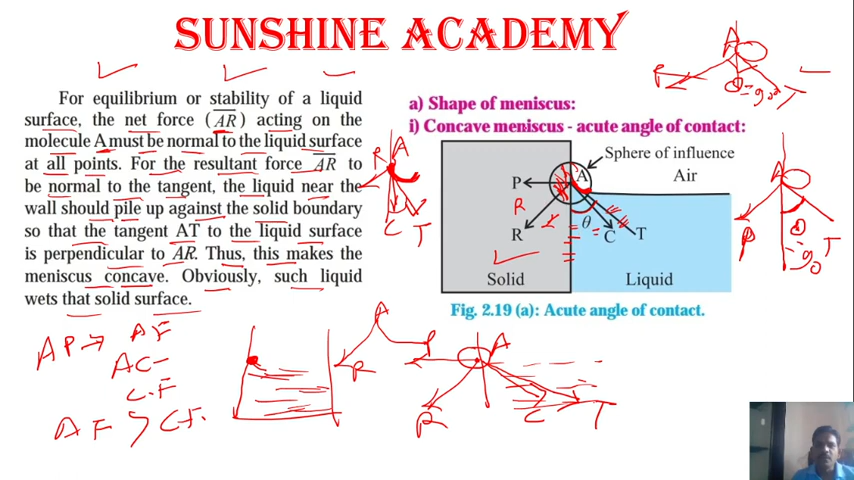 SUNSHINE ACADEMY
For equilibrium or stability of a liquid
surface, the net force (AR) acting on the
molecule A must be normal to the liquid surface
at all points. For the resultant force AR to
be normal to the tangent, the liquid near the
wall should pile up against the solid boundary
so that the tangent AT to the liquid surface
is perpendicular to AR. Thus, this makes the
meniscus concave. Obviously, such liquid
wets that solid surface.
a) Shape of meniscus:
i) Concave meniscus - acute angle of contact:
Sphere of influence
Air
A
P
R
θ
C
T
Solid
Liquid
Fig. 2.19 (a): Acute angle of contact.
AP→ AF
AC-
C.F
AF > C.F.
A
R
C
T
A
R
A
R
C
T
A
T
A
T